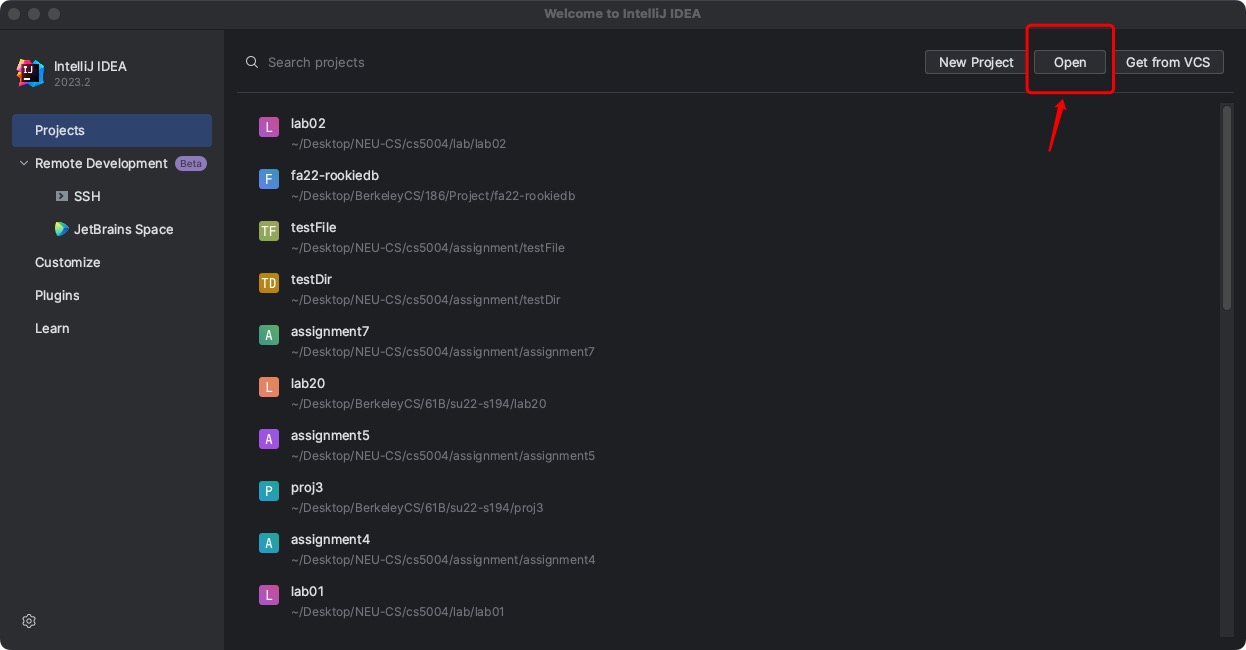 Welcome to IntelliJ IDEA
IntelliJ IDEA
2023.2
Projects
Remote Development Beta
SSH
JetBrains Space
Customize
Plugins
Learn
Search projects
New Project Open Get from VCS
L lab02
~/Desktop/NEU-CS/cs5004/lab/lab02
F fa22-rookiedb
~/Desktop/BerkeleyCS/186/Project/fa22-rookiedb
TF testFile
~/Desktop/NEU-CS/cs5004/assignment/testFile
TD testDir
~/Desktop/NEU-CS/cs5004/assignment/testDir
A assignment7
~/Desktop/NEU-CS/cs5004/assignment/assignment7
L lab20
~/Desktop/BerkeleyCS/61B/su22-s194/lab20
A assignment5
~/Desktop/NEU-CS/cs5004/assignment/assignment5
P proj3
~/Desktop/BerkeleyCS/61B/su22-s194/proj3
A assignment4
~/Desktop/NEU-CS/cs5004/assignment/assignment4
L lab01
~/Desktop/NEU-CS/cs5004/lab/lab01